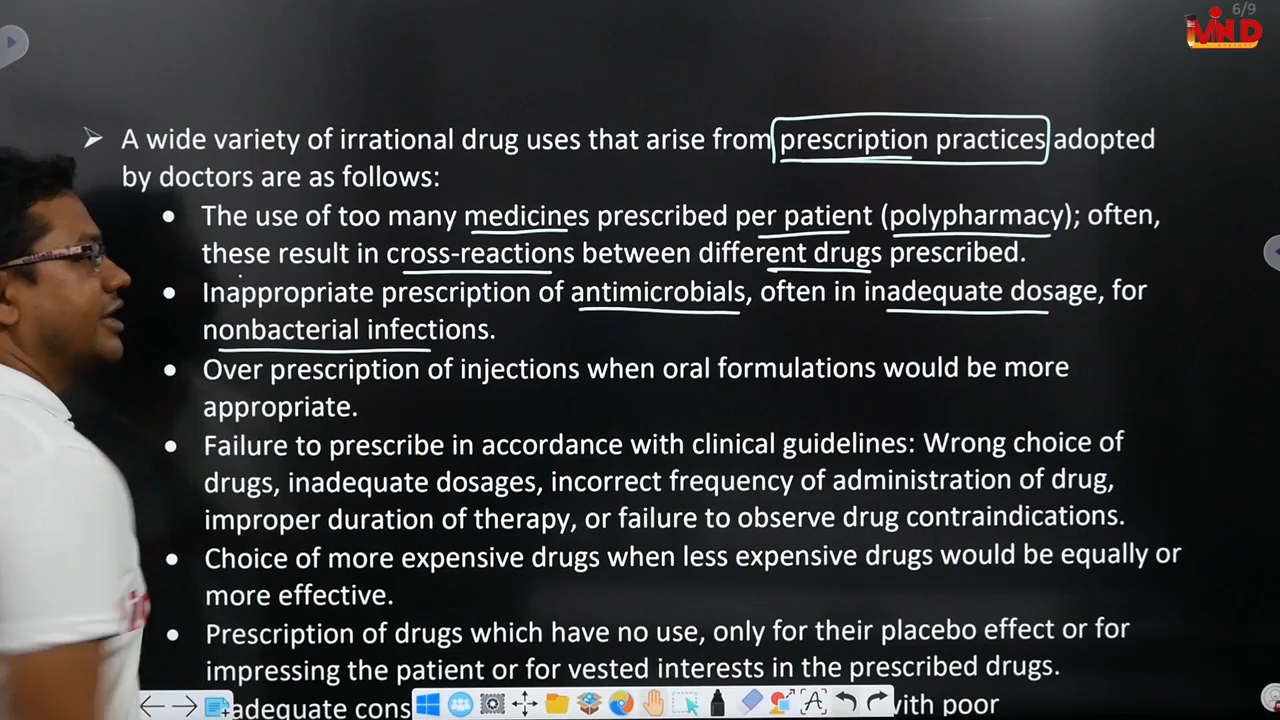 6/9
iMIND
A wide variety of irrational drug uses that arise from prescription practices adopted
by doctors are as follows:
The use of too many medicines prescribed per patient (polypharmacy); often,
these result in cross-reactions between different drugs prescribed.
Inappropriate prescription of antimicrobials, often in inadequate dosage, for
nonbacterial infections.
Over prescription of injections when oral formulations would be more
appropriate.
Failure to prescribe in accordance with clinical guidelines: Wrong choice of
drugs, inadequate dosages, incorrect frequency of administration of drug,
improper duration of therapy, or failure to observe drug contraindications.
Choice of more expensive drugs when less expensive drugs would be equally or
more effective.
Prescription of drugs which have no use, only for their placebo effect or for
impressing the patient or for vested interests in the prescribed drugs.
adequate cons with poor